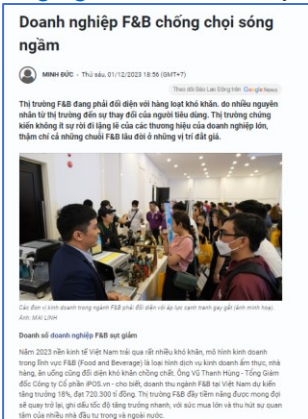 Doanh nghiệp F&B chống chọi sóng
ngầm
MINH ĐỨC - Thứ sáu, 01/12/2023 18:56 (GMT+7)
Theo dõi Báo Lao Động trên Google News
Thị trường F&B đang phải đối diện với hàng loạt khó khăn. do nhiều nguyên
nhân từ thị trường đến sự thay đổi của người tiêu dùng. Thị trường chứng
kiến không ít sự rời đi lặng lẽ của các thương hiệu của doanh nghiệp lớn,
thậm chí cả những chuỗi F&B lâu đời ở những vị trí đắt giá.
Các đơn vị kinh doanh trong ngành F&B phải đối diện với áp lực cạnh tranh gay gắt (ảnh minh hoạ).
Ảnh: MAI LINH
Doanh số doanh nghiệp F&B sụt giảm
Năm 2023 nền kinh tế Việt Nam trải qua rất nhiều khó khăn, mô hình kinh doanh
trong lĩnh vực F&B (Food and Beverage) là loại hình dịch vụ kinh doanh ẩm thực, nhà
hàng, ăn uống cũng đối diện khó khăn chồng chất. Ông Vũ Thanh Hùng - Tổng Giám
đốc Công ty Cổ phần iPOS.vn - cho biết, doanh thu ngành F&B tại Việt Nam dự kiến
tăng trưởng 18%, đạt 720.300 tỉ đồng. Thị trường F&B đầy tiềm năng được mong đợi
sẽ quay trở lại, ghi dấu tốc độ tăng trưởng nhanh, với sức mua lớn và thu hút sự quan
tâm của nhiều nhà đầu tư trong và ngoài nước.